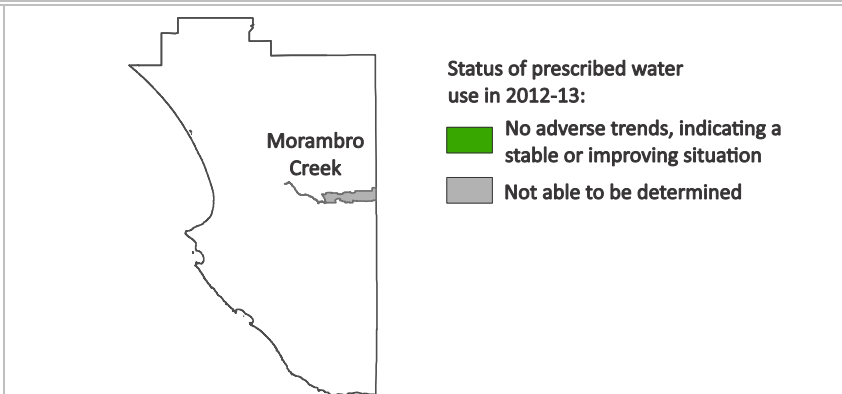 Status of prescribed water
use in 2012-13:
No adverse trends, indicating a
stable or improving situation
Not able to be determined
Morambro
Creek